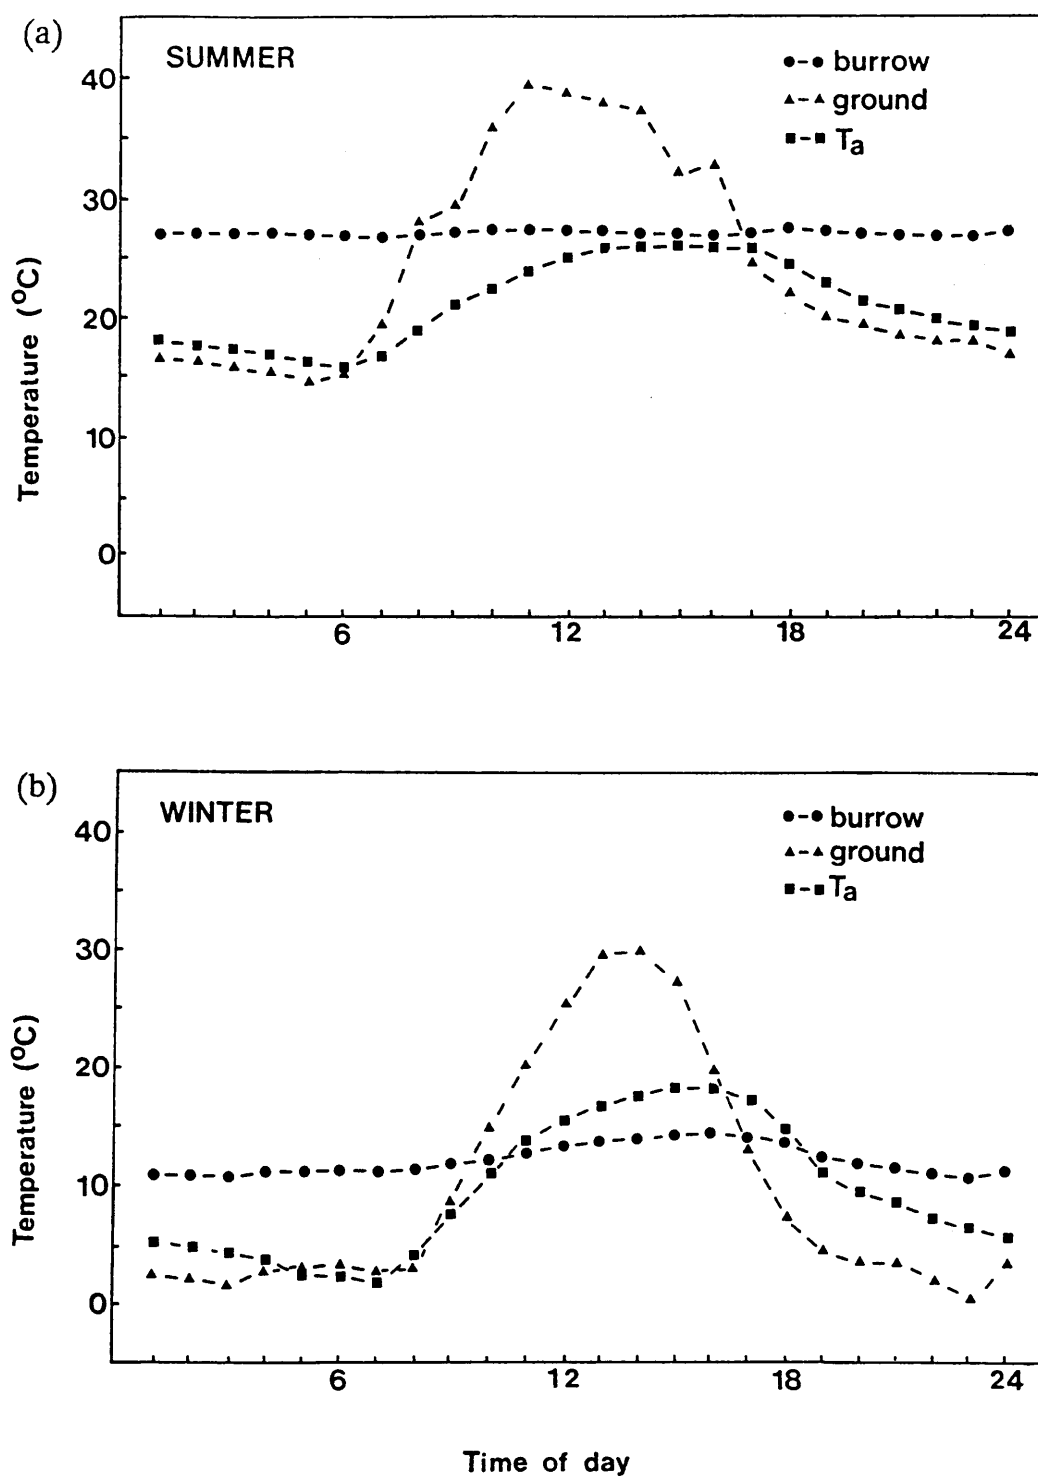 (a)
SUMMER
burrow
ground
Ta
40
30
20
10
0
Temperature (°C)
6 12 18 24
(b)
WINTER
burrow
ground
Ta
40
30
20
10
0
Temperature (°C)
6 12 18 24
Time of day